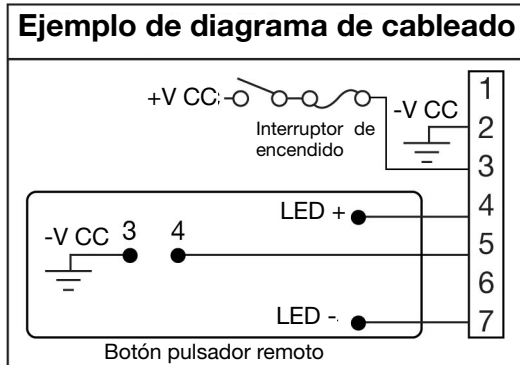 Ejemplo de diagrama de cableado
+V CC
Interruptor de
encendido
-V CC
1
2
3
4
5
6
7
LED +
-V CC 3 4
LED -
Botón pulsador remoto